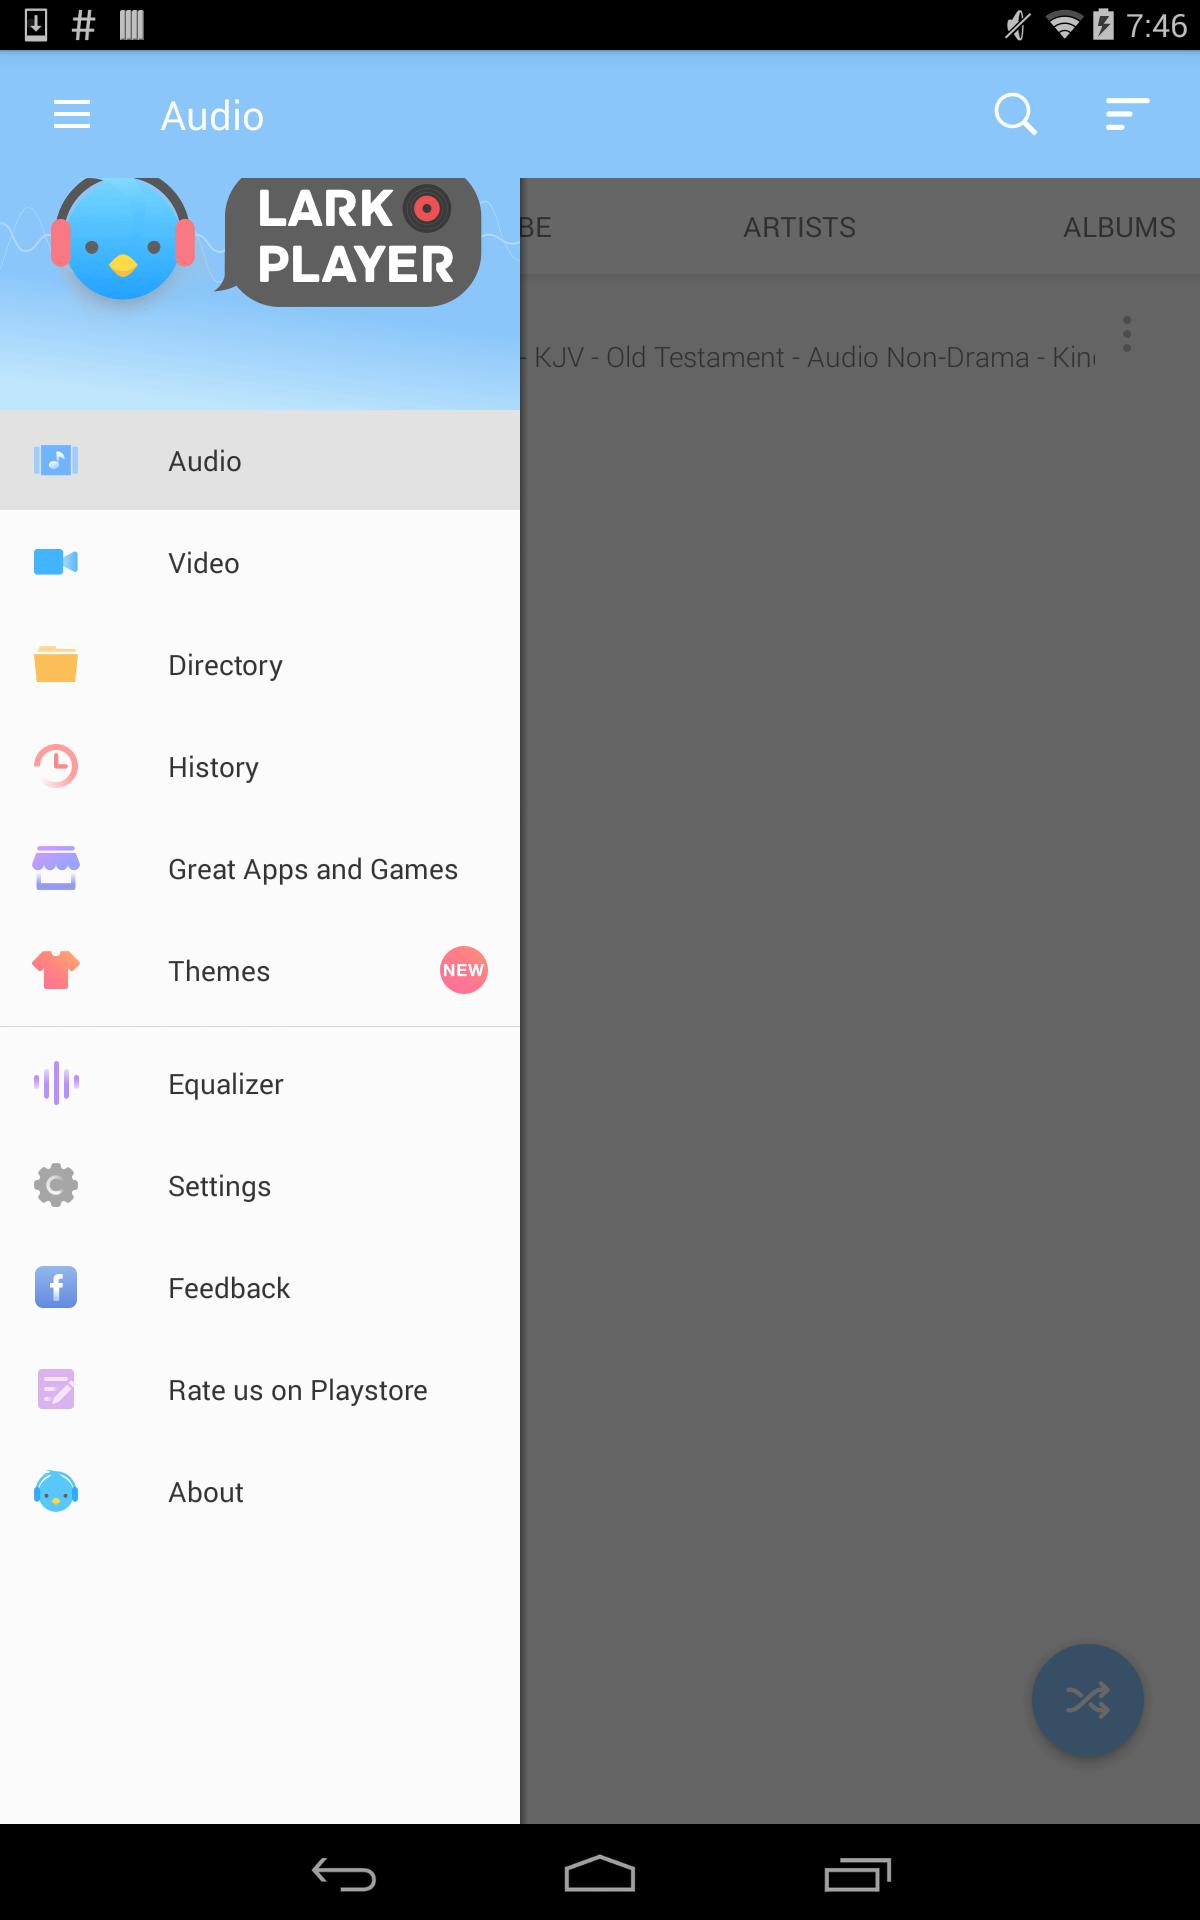 7:46
Audio
LARK
PLAYER
BE ARTISTS ALBUMS
- KJV - Old Testament - Audio Non-Drama -
Audio
Video
Directory
History
Great Apps and Games
Themes NEW
Equalizer
Settings
Feedback
Rate us on Playstore
About